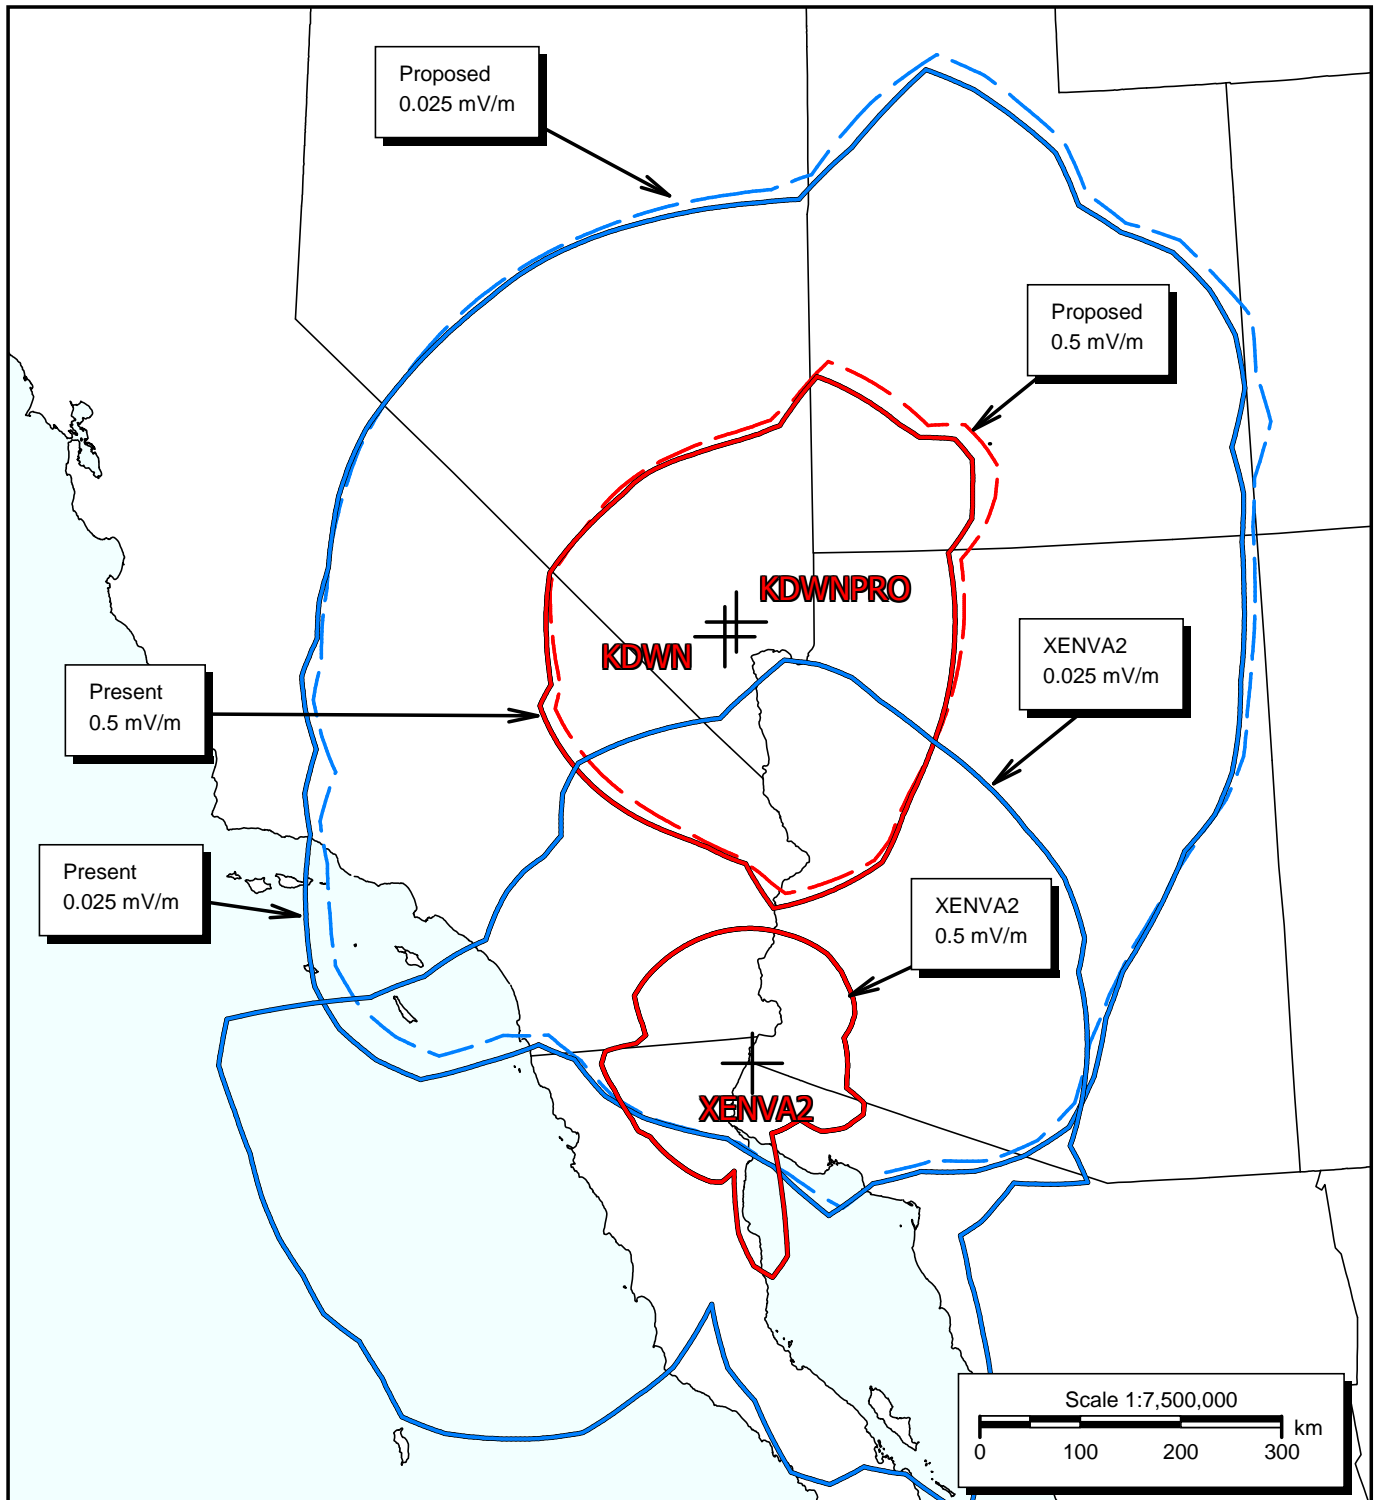 Proposed
0.025 mV/m
Proposed
0.5 mV/m
KDWNPRO
KDWN
XENVA2
0.025 mV/m
Present
0.5 mV/m
Present
0.025 mV/m
XENVA2
0.5 mV/m
XENVA2
Scale 1:7,500,000
km
0 100 200 300